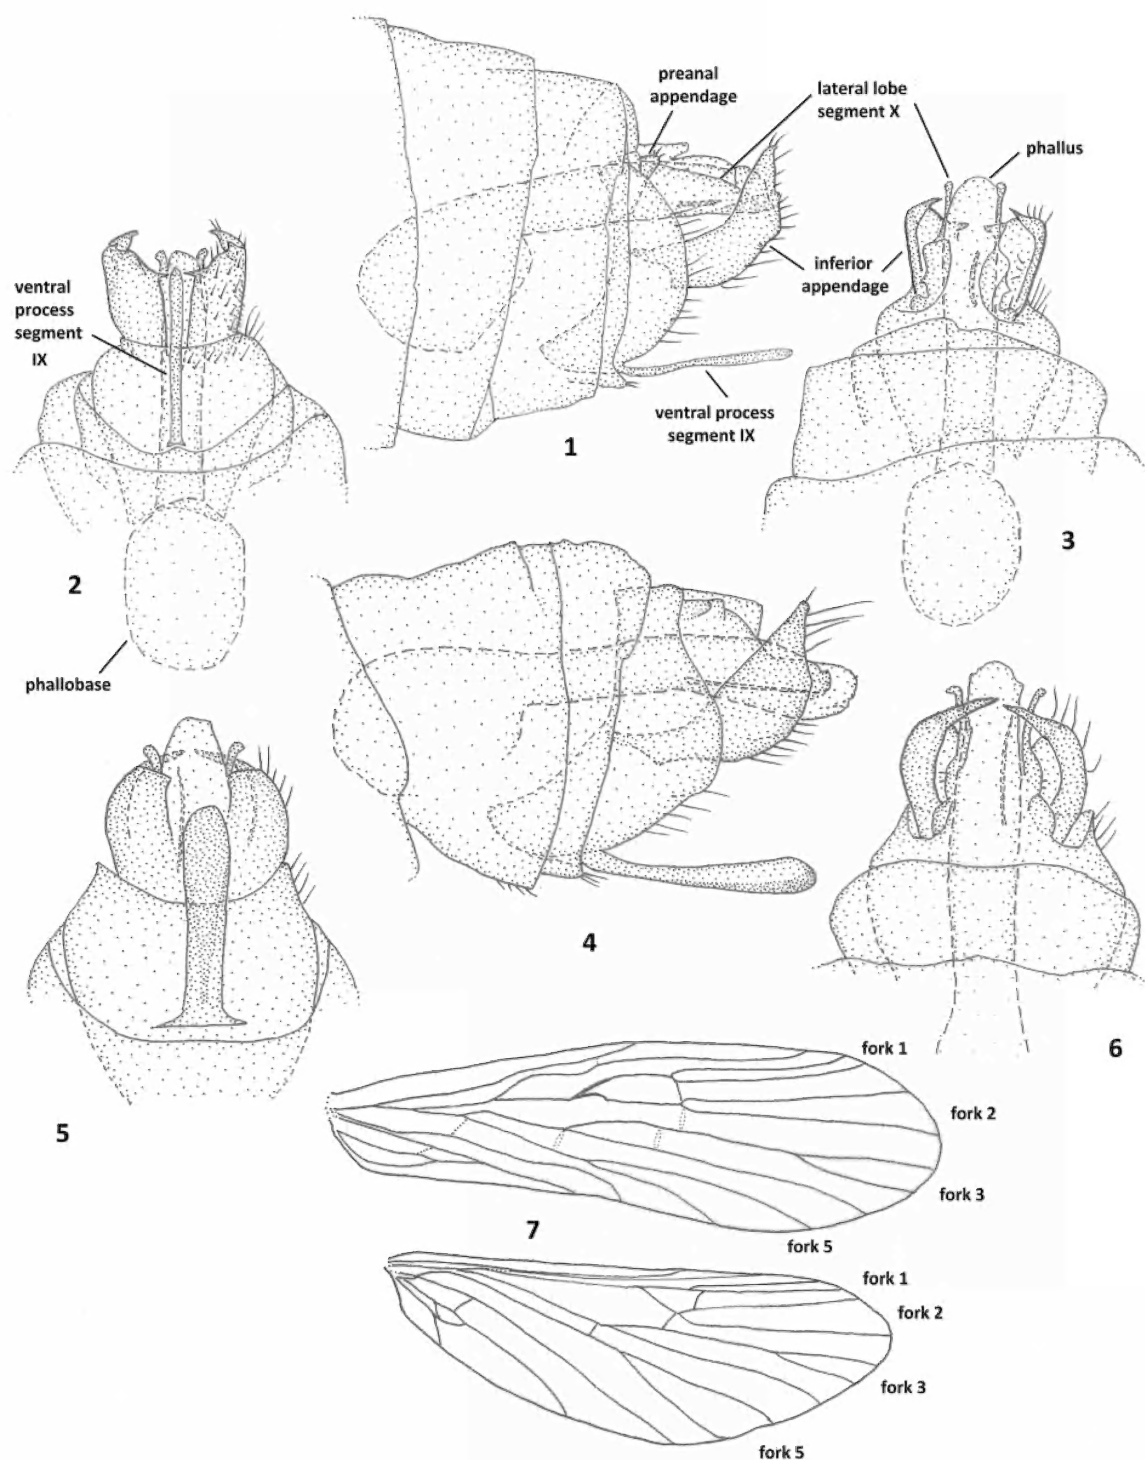 preanal
appendage
lateral lobe
segment X
phallus
ventral
process
segment
IX
inferior
appendage
ventral process
segment IX
1
2
3
phallobase
4
5
6
fork 1
fork 2
fork 3
7
fork 5
fork 1
fork 2
fork 3
fork 5